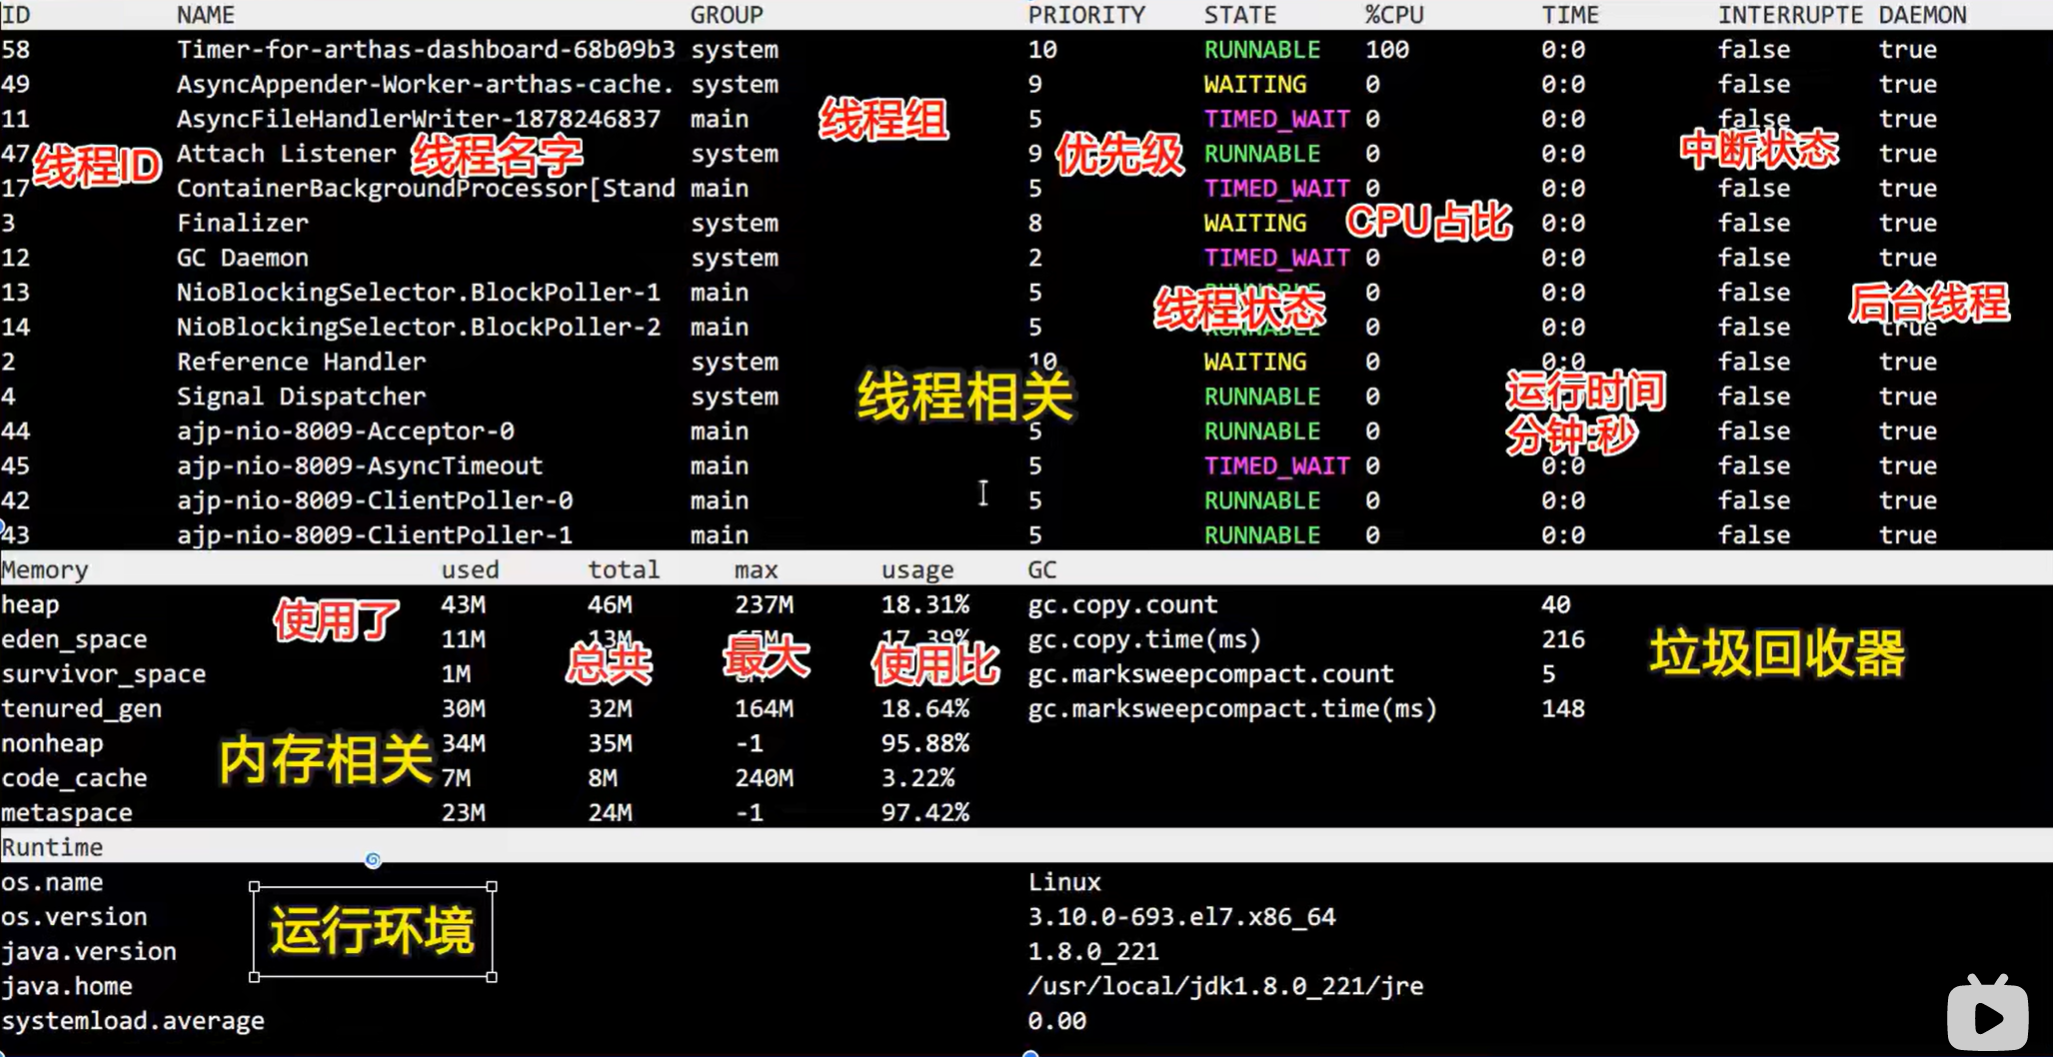 ID NAME GROUP PRIORITY STATE %CPU TIME INTERRUPTE DAEMON
58 Timer-for-arthas-dashboard-68b09b3 system 10 RUNNABLE 100 0:0 false true
49 AsyncAppender-Worker-arthas-cache. system 9 WAITING 0 0:0 false true
11 AsyncFileHandlerWriter-1878246837 main 线程组 5 TIMED_WAIT 0 0:0 false true
47 线程ID Attach Listener 线程名字 system 9 优先级 RUNNABLE 0 0:0 中断状态 false true
17 ContainerBackgroundProcessor[Stand main 5 TIMED_WAIT 0 0:0 false true
3 Finalizer system 8 WAITING CPU占比 0:0 false true
12 GC Daemon system 2 TIMED_WAIT 0 0:0 false true
13 NioBlockingSelector.BlockPoller-1 main 5 线程状态 0 0:0 false 后台线程
14 NioBlockingSelector.BlockPoller-2 main 5 RUNNABLE 0 0:0 false true
2 Reference Handler system 10 WAITING 0 0:0 false true
4 Signal Dispatcher system 线程相关 RUNNABLE 0 运行时间 false true
44 ajp-nio-8009-Acceptor-0 main 5 RUNNABLE 0 分钟:秒 false true
45 ajp-nio-8009-AsyncTimeout main 5 TIMED_WAIT 0 0:0 false true
42 ajp-nio-8009-ClientPoller-0 main 5 RUNNABLE 0 0:0 false true
43 ajp-nio-8009-ClientPoller-1 main 5 RUNNABLE 0 0:0 false true
Memory used total max usage GC
heap 使用了 43M 46M 237M 18.31% gc.copy.count 40
eden_space 11M 13M 65M 17.39% gc.copy.time(ms) 216 垃圾回收器
survivor_space 1M 总共 最大 使用比 gc.marksweepcompact.count 5
tenured_gen 30M 32M 164M 18.64% gc.marksweepcompact.time(ms) 148
nonheap 内存相关 34M 35M -1 95.88%
code_cache 7M 8M 240M 3.22%
metaspace 23M 24M -1 97.42%
Runtime
os.name Linux
os.version 运行环境 3.10.0-693.el7.x86_64
java.version 1.8.0_221
java.home /usr/local/jdk1.8.0_221/jre
systemload.average 0.00